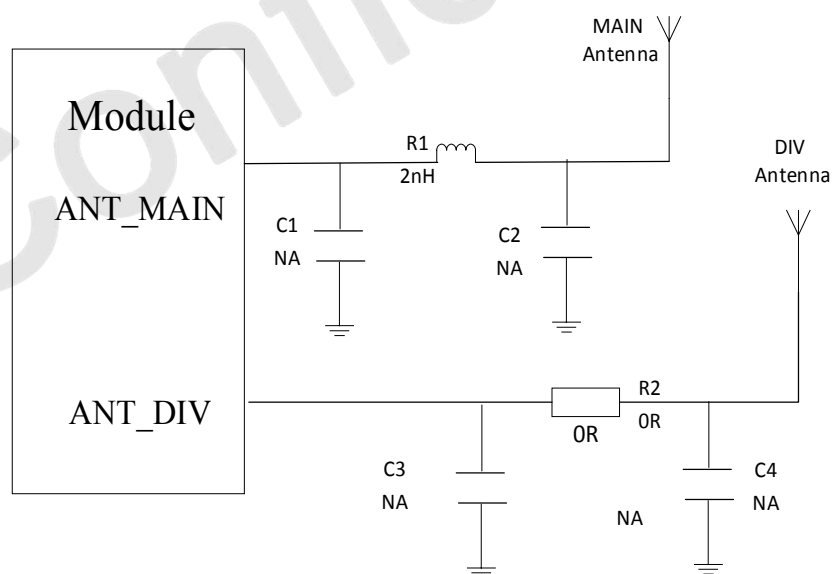 MAIN
Antenna
Module
R1
2nH
DIV
Antenna
ANT_MAIN
C1
NA
C2
NA
ANT_DIV
R2
0R
0R
C3
NA
C4
NA
NA